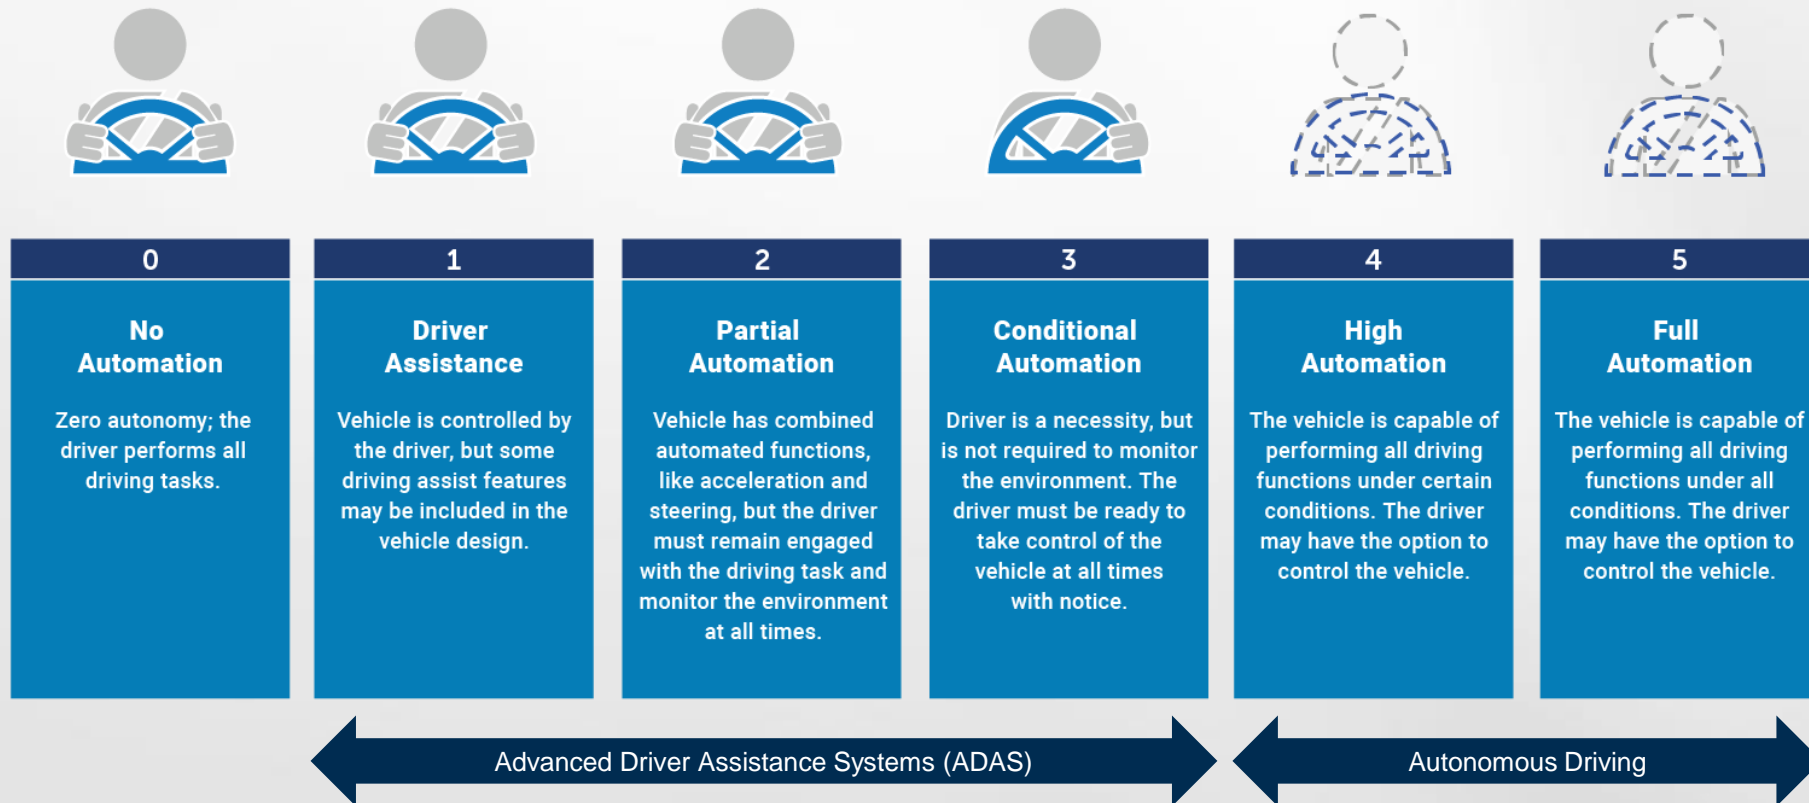 0
No
Automation
Zero autonomy; the
driver performs all
driving tasks.
1
Driver
Assistance
Vehicle is controlled by
the driver, but some
driving assist features
may be included in the
vehicle design.
2
Partial
Automation
Vehicle has combined
automated functions,
like acceleration and
steering, but the driver
must remain engaged
with the driving task and
monitor the environment
at all times.
3
Conditional
Automation
Driver is a necessity, but
is not required to monitor
the environment. The
driver must be ready to
take control of the
vehicle at all times
with notice.
4
High
Automation
The vehicle is capable of
performing all driving
functions under certain
conditions. The driver
may have the option to
control the vehicle.
5
Full
Automation
The vehicle is capable of
performing all driving
functions under all
conditions. The driver
may have the option to
control the vehicle.
Advanced Driver Assistance Systems (ADAS)
Autonomous Driving